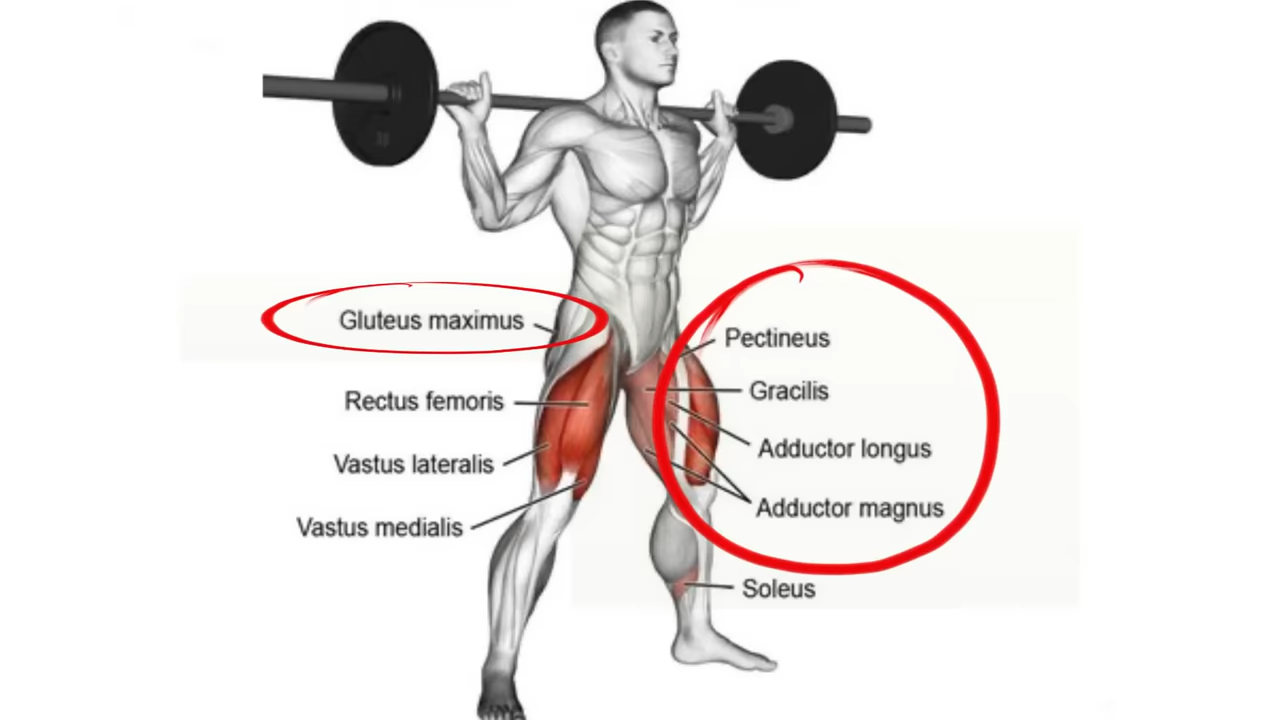 Gluteus maximus
Rectus femoris
Vastus lateralis
Vastus medialis
Pectineus
Gracilis
Adductor longus
Adductor magnus
Soleus